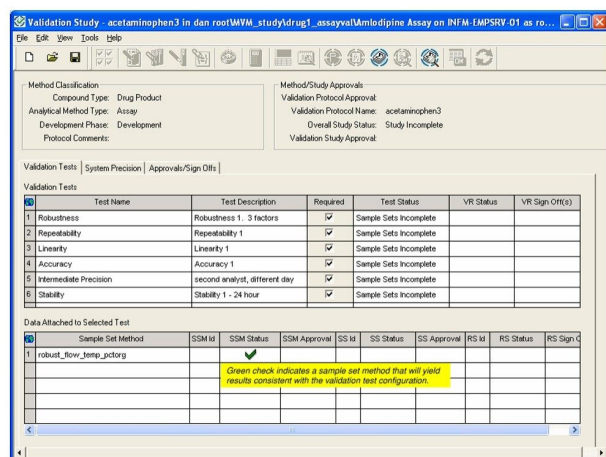 Validation Study - acetaminophen3 in dan root\MVM_study\drug1_assayval\Amlodipine Assay on INFM-EMPSRV-01 as ro...
File Edit View Tools Help
Method Classification
Compound Type: Drug Product
Analytical Method Type: Assay
Development Phase: Development
Protocol Comments:
Method/Study Approvals
Validation Protocol Approval:
Validation Protocol Name: acetaminophen3
Overall Study Status: Study Incomplete
Validation Study Approval:
Validation Tests System Precision Approvals/Sign Offs
Validation Tests
Test Name Test Description Required Test Status VR Status VR Sign Off(s)
1 Robustness Robustness 1. 3 factors Sample Sets Incomplete
2 Repeatability Repeatability 1 Sample Sets Incomplete
3 Linearity Linearity 1 Sample Sets Incomplete
4 Accuracy Accuracy 1 Sample Sets Incomplete
5 Intermediate Precision second analyst, different day Sample Sets Incomplete
6 Stability Stability 1 - 24 hour Sample Sets Incomplete
Data Attached to Selected Test
Sample Set Method SSM Id SSM Status SSM Approval SS Id SS Status SS Approval RS Id RS Status RS Sign O
1 robust_flow_temp_pctorg
Green check indicates a sample set method that will yield
results consistent with the validation test configuration.